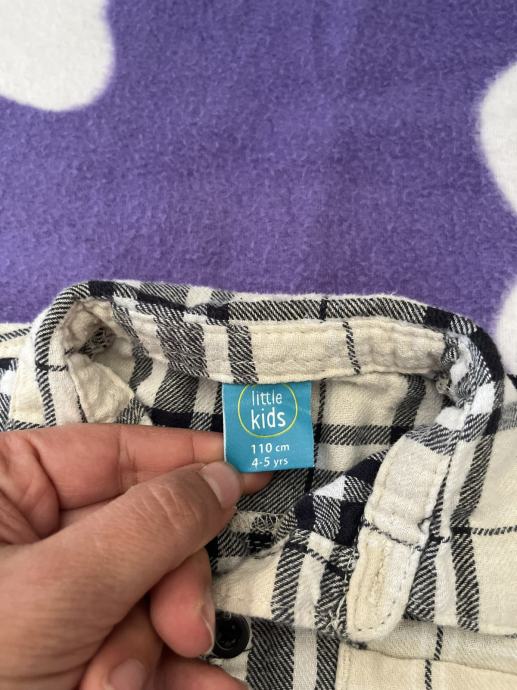 little
kids
110 cm
4-5 yrs